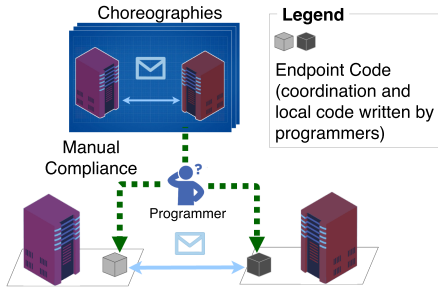 Choreographies
Legend
Endpoint Code
(coordination and
local code written by
programmers)
Manual
Compliance
?
Programmer